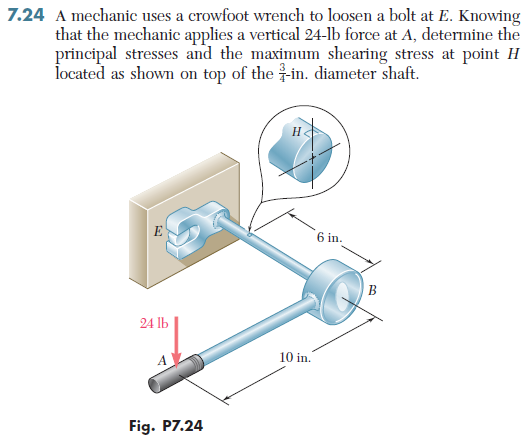 7.24 A mechanic uses a crowfoot wrench to loosen a bolt at E. Knowing
that the mechanic applies a vertical 24-lb force at A, determine the
principal stresses and the maximum shearing stress at point H
located as shown on top of the 3/4-in. diameter shaft.
H
E
6 in.
B
24 lb
A
10 in.
Fig. P7.24